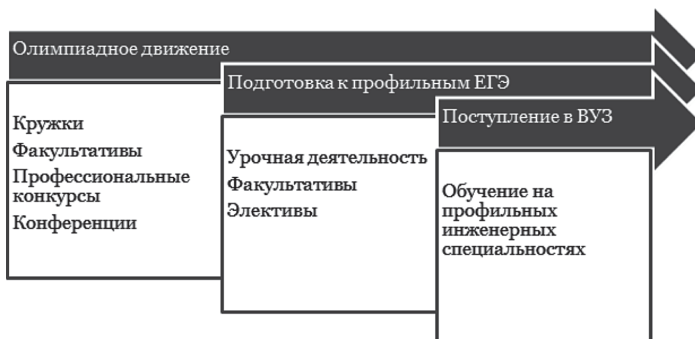 Олимпиадное движение
Кружки
Факультативы
Профессиональные
конкурсы
Конференции
Подготовка к профильным ЕГЭ
Урочная деятельность
Факультативы
Элективы
Поступление в ВУЗ
Обучение на
профильных
инженерных
специальностях